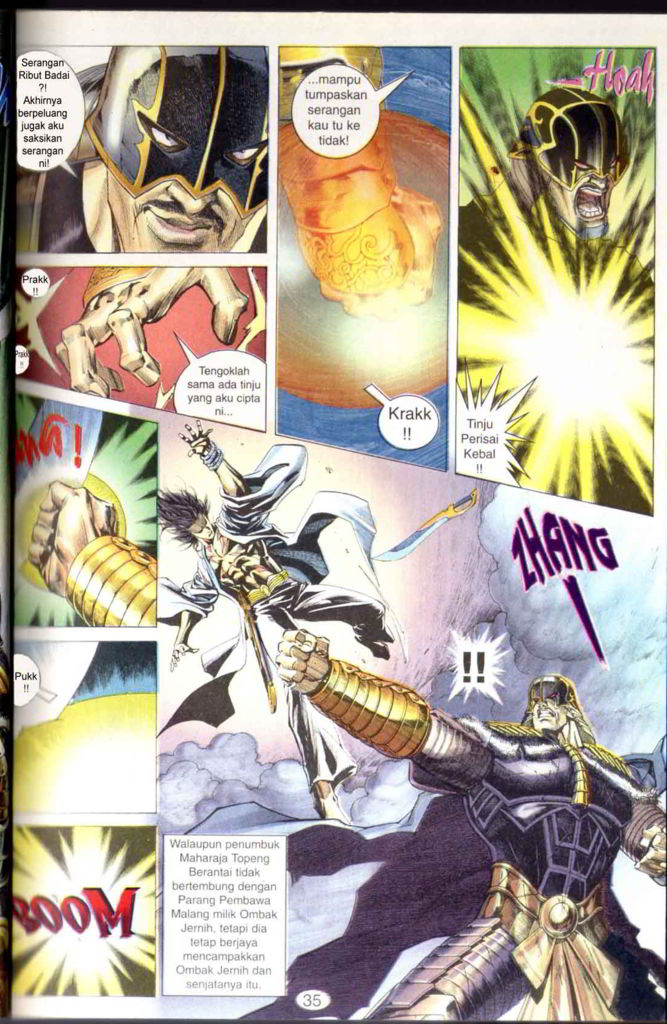 Serangan
Ribut Badai
?!
Akhirnya
berpeluang
jugak aku
saksikan
serangan
ni!
Prakk
!!
Prakk
!!
Tengoklah
sama ada tinju
yang aku cipta
ni...
...mampu
tumpaskan
serangan
kau tu ke
tidak!
Krakk
!!
Hoah
Tinju
Perisai
Kebal
!!
!
Pukk
!!
BOOM
ZHANG
!
!!
Walaupun penumbuk
Maharaja Topeng
Berantai tidak
bertembung dengan
Parang Pembawa
Malang milik Ombak
Jernih, tetapi dia
tetap berjaya
mencampakkan
Ombak Jernih dan
senjatanya itu.
35